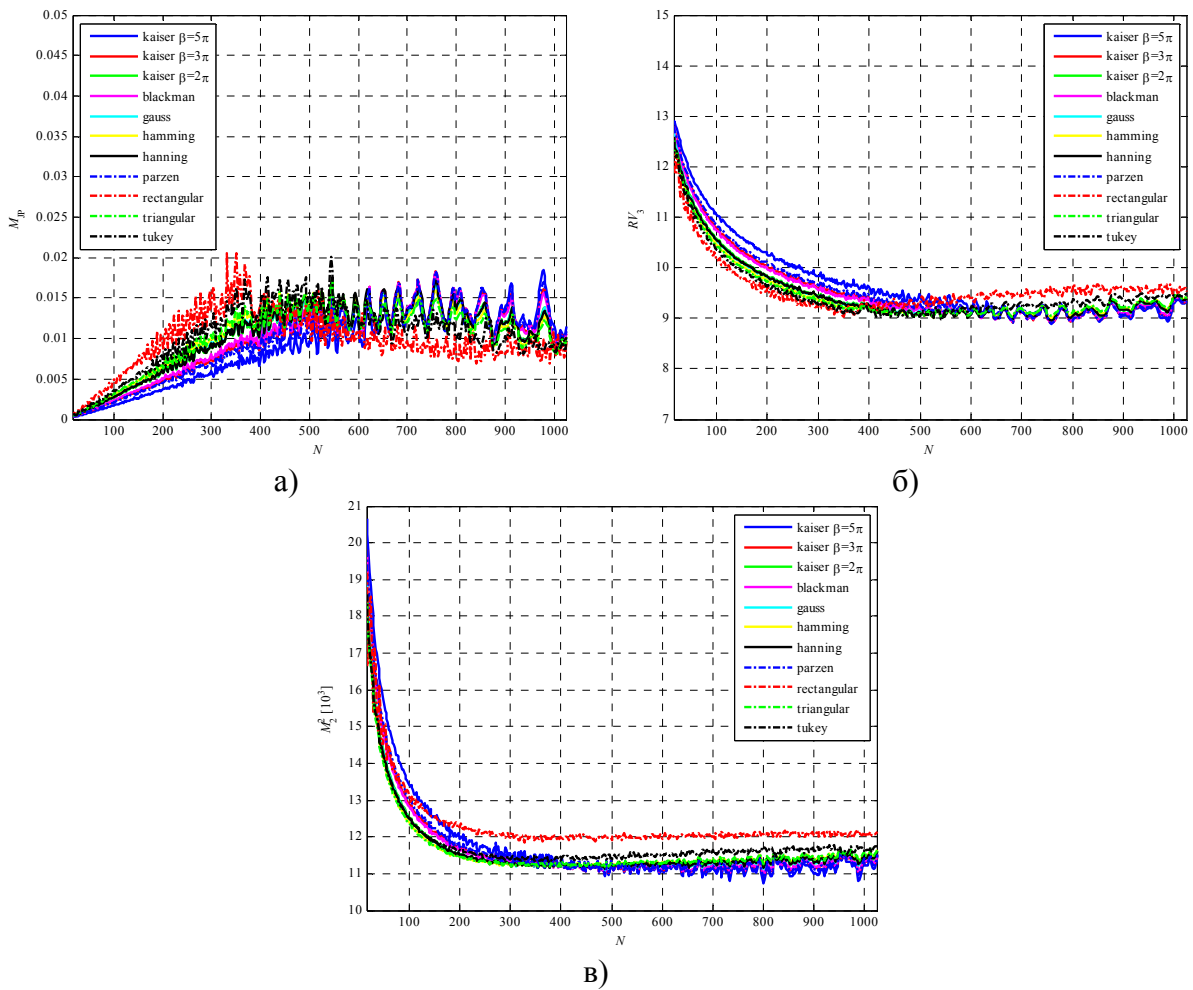 0.05
0.045
0.04
0.035
0.03
0.025
0.02
0.015
0.01
0.005
0
M_JP
kaiser β=5π
kaiser β=3π
kaiser β=2π
blackman
gauss
hamming
hanning
parzen
rectangular
triangular
tukey
100 200 300 400 500 600 700 800 900 1000
N
а)
15
14
13
12
11
10
9
8
7
RV_3
kaiser β=5π
kaiser β=3π
kaiser β=2π
blackman
gauss
hamming
hanning
parzen
rectangular
triangular
tukey
100 200 300 400 500 600 700 800 900 1000
N
б)
21
20
19
18
17
16
15
14
13
12
11
10
M_2^2 [10^3]
kaiser β=5π
kaiser β=3π
kaiser β=2π
blackman
gauss
hamming
hanning
parzen
rectangular
triangular
tukey
100 200 300 400 500 600 700 800 900 1000
N
в)